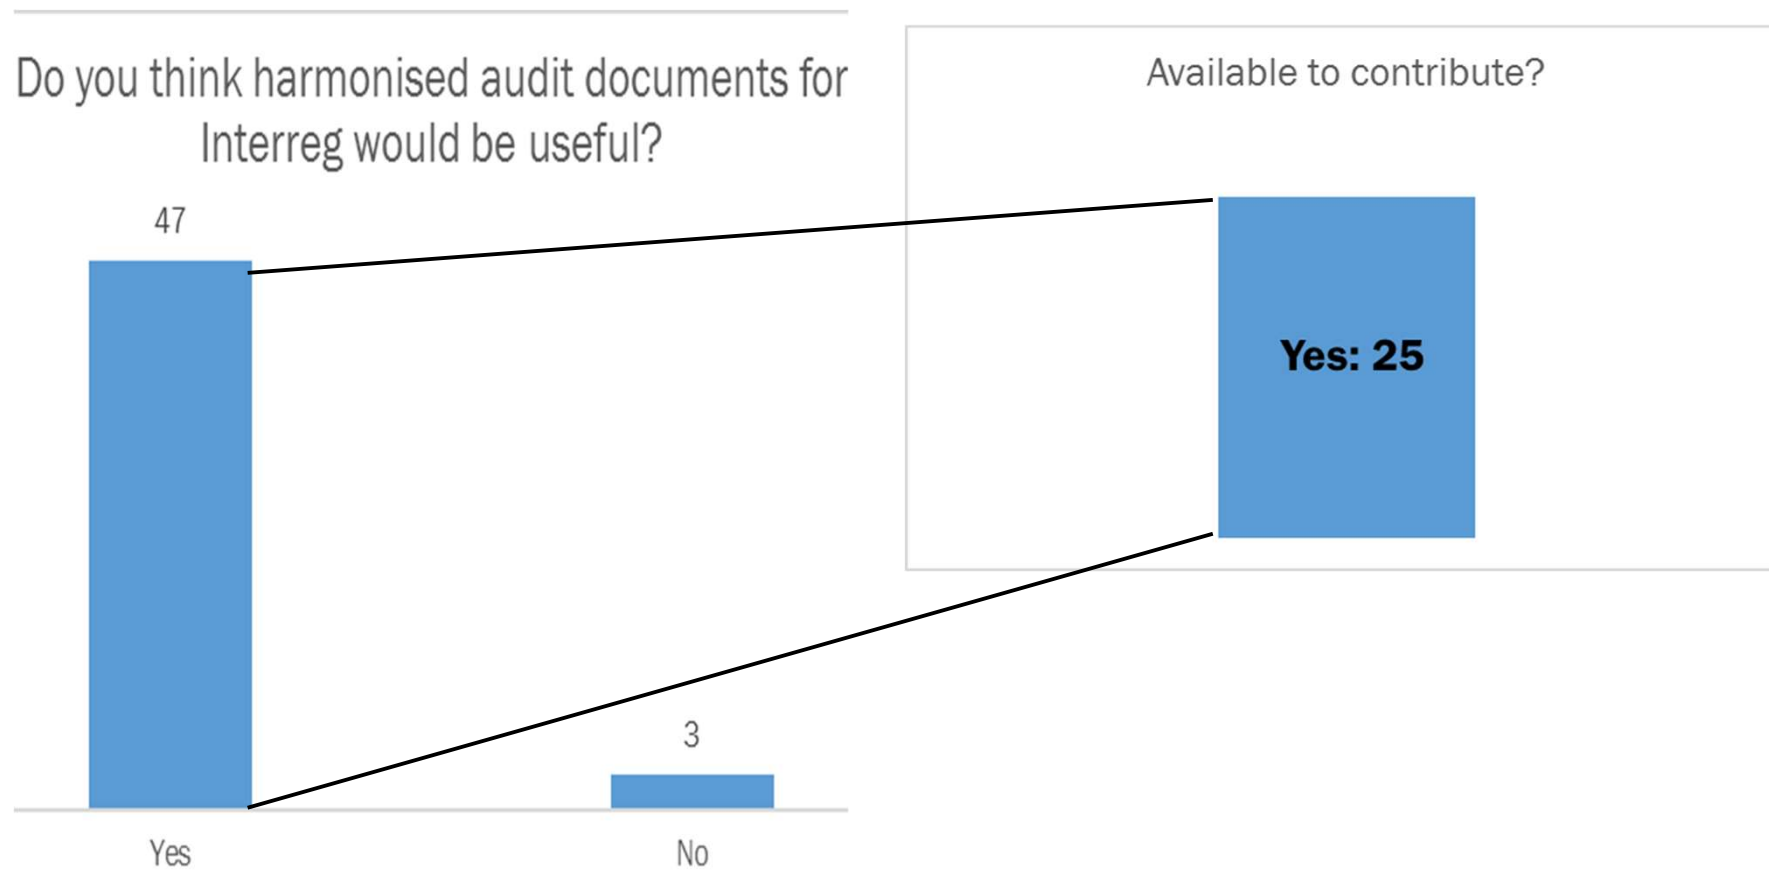 Do you think harmonised audit documents for
Interreg would be useful?
47
3
Yes
No
Available to contribute?
Yes: 25